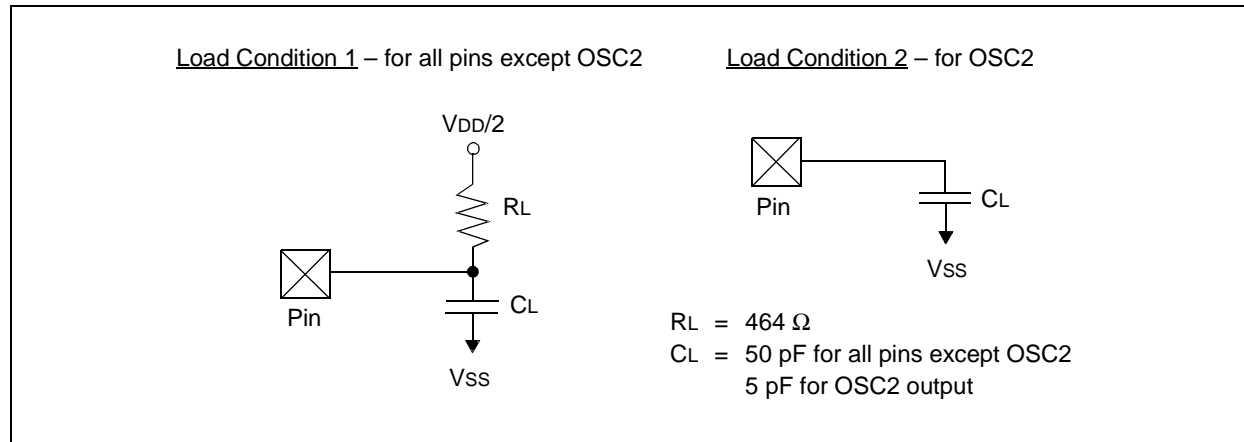 Load Condition 1 – for all pins except OSC2
VDD/2
RL
Pin
CL
VSS
Load Condition 2 – for OSC2
Pin
CL
VSS
RL = 464 Ω
CL = 50 pF for all pins except OSC2
5 pF for OSC2 output